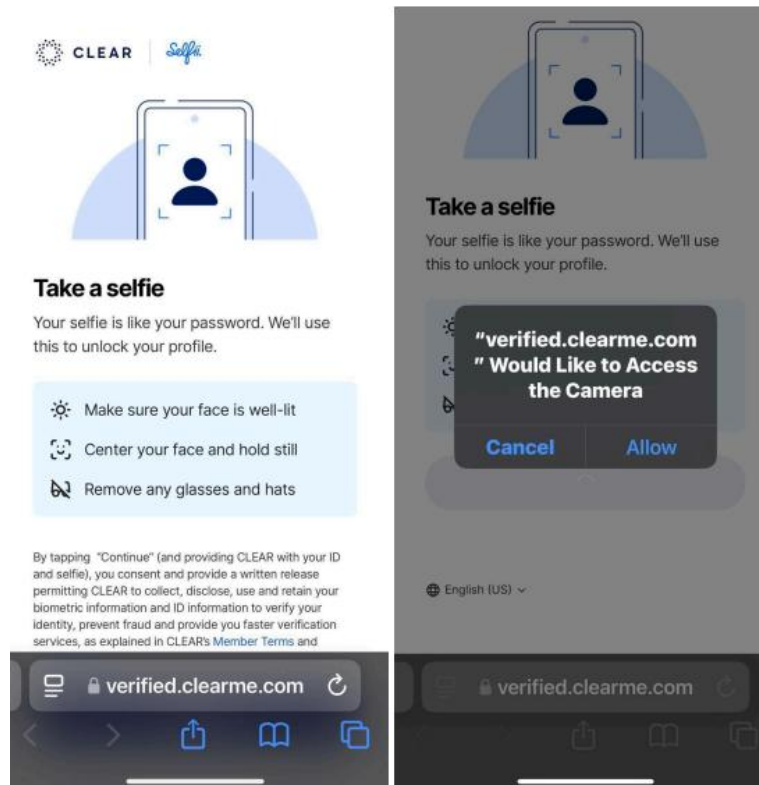 CLEAR
Selfii
Take a selfie
Your selfie is like your password. We'll use
this to unlock your profile.
Make sure your face is well-lit
Center your face and hold still
Remove any glasses and hats
By tapping "Continue" (and providing CLEAR with your ID
and selfie), you consent and provide a written release
permitting CLEAR to collect, disclose, use and retain your
biometric information and ID information to verify your
identity, prevent fraud and provide you faster verification
services, as explained in CLEAR's Member Terms and
verified.clearme.com
Take a selfie
Your selfie is like your password. We'll use
this to unlock your profile.
"verified.clearme.com
" Would Like to Access
the Camera
Cancel Allow
English (US)
verified.clearme.com